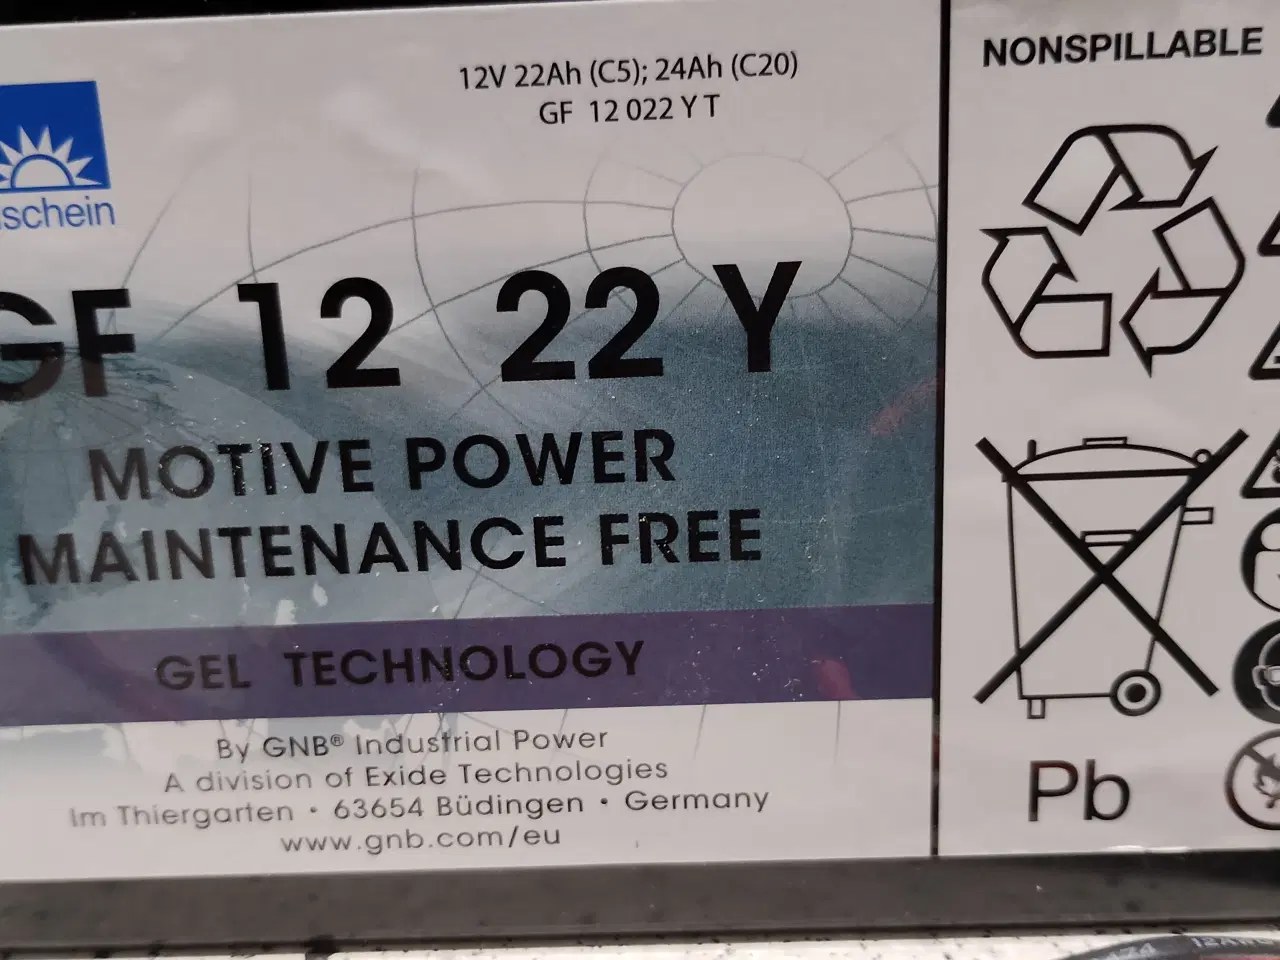 12V 22Ah (C5); 24Ah (C20)
GF 12 022 Y T
schein
GF 12 22 Y
MOTIVE POWER
MAINTENANCE FREE
GEL TECHNOLOGY
By GNB® Industrial Power
A division of Exide Technologies
Im Thiergarten • 63654 Büdingen • Germany
www.gnb.com/eu
NONSPILLABLE
Pb